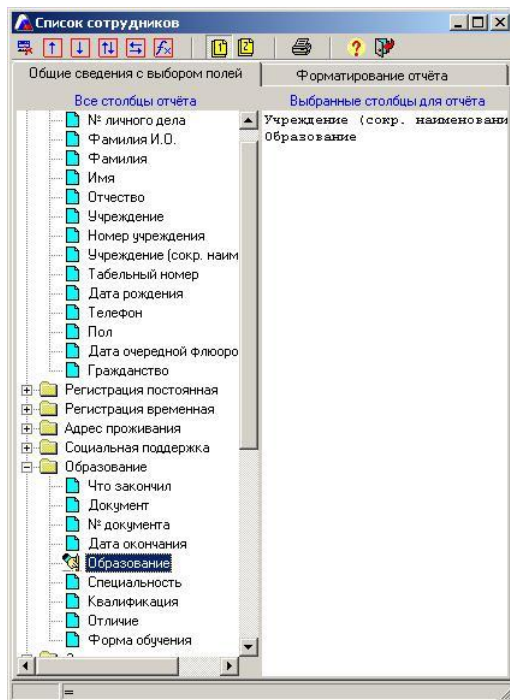 Список сотрудников
Общие сведения с выбором полей
Форматирование отчёта
Все столбцы отчёта
Выбранные столбцы для отчёта
№ личного дела
Фамилия И.О.
Фамилия
Имя
Отчество
Учреждение
Номер учреждения
Учреждение (сокр. наим
Табельный номер
Дата рождения
Телефон
Пол
Дата очередной флюоро
Гражданство
Регистрация постоянная
Регистрация временная
Адрес проживания
Социальная поддержка
Образование
Что закончил
Документ
№ документа
Дата окончания
Образование
Специальность
Квалификация
Отличие
Форма обучения
Учреждение (сокр. наименовани
Образование
=